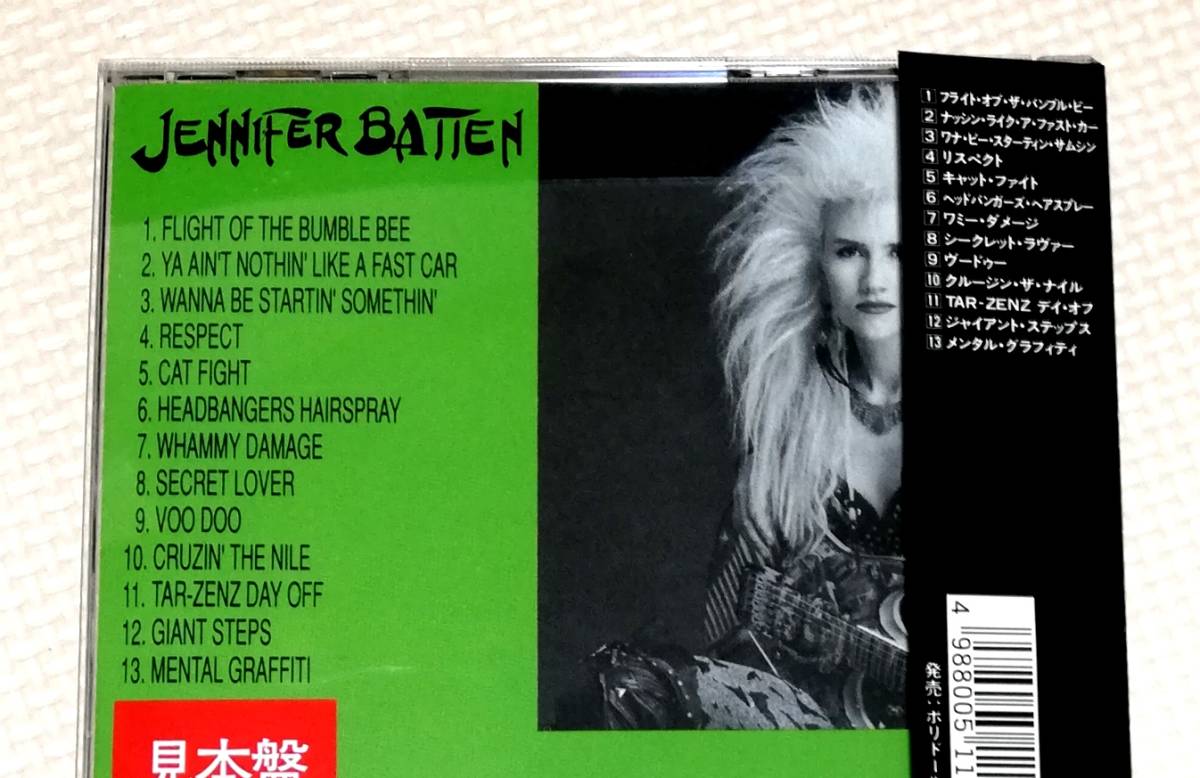 JENNIFER BATTEN
1. FLIGHT OF THE BUMBLE BEE
2. YA AIN'T NOTHIN' LIKE A FAST CAR
3. WANNA BE STARTIN' SOMETHIN'
4. RESPECT
5. CAT FIGHT
6. HEADBANGERS HAIRSPRAY
7. WHAMMY DAMAGE
8. SECRET LOVER
9. VOO DOO
10. CRUZIN' THE NILE
11. TAR-ZENZ DAY OFF
12. GIANT STEPS
13. MENTAL GRAFFITI
見本盤
1 フライト・オブ・ザ・バンブル・ビー
2 ナッシン・ライク・ア・ファスト・カー
3 ワナ・ビー・スターティン・サムシン
4 リスペクト
5 キャット・ファイト
6 ヘッドバンガーズ・ヘアスプレー
7 ワミー・ダメージ
8 シークレット・ラヴァー
9 ヴードゥー
10 クルージン・ザ・ナイル
11 TAR-ZENZ デイ・オフ
12 ジャイアント・ステップス
13 メンタル・グラフィティ
4 988005 11
発売:ポリドー